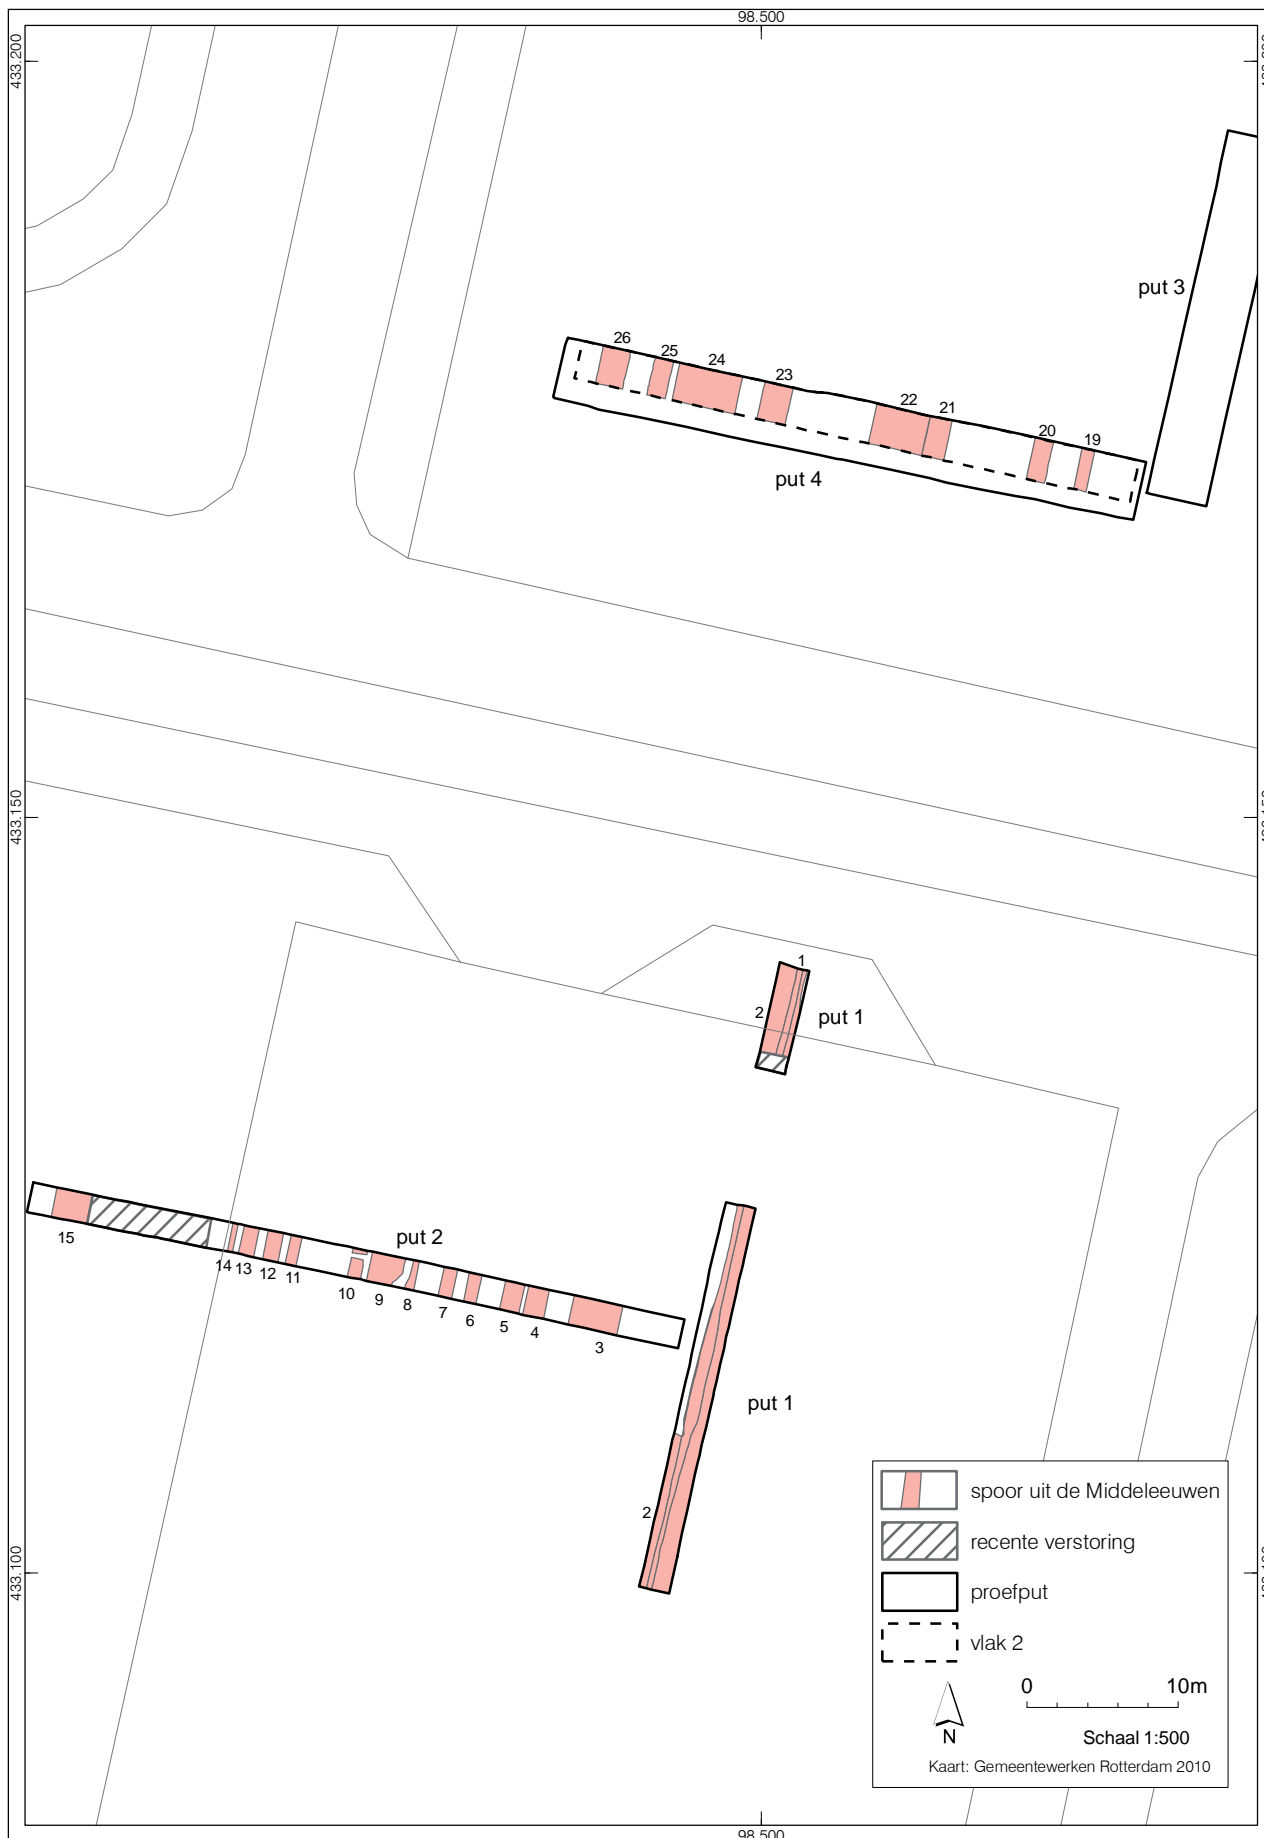 98.500
433.200
put 3
26
25
24
23
22
21
20
19
put 4
433.150
433.150
1
2
put 1
put 2
15
14
13
12
11
10
9
8
7
6
5
4
3
put 1
2
433.100
spoor uit de Middeleeuwen
recente verstoring
proefput
vlak 2
0 10m
N
Schaal 1:500
Kaart: Gemeentewerken Rotterdam 2010
98.500